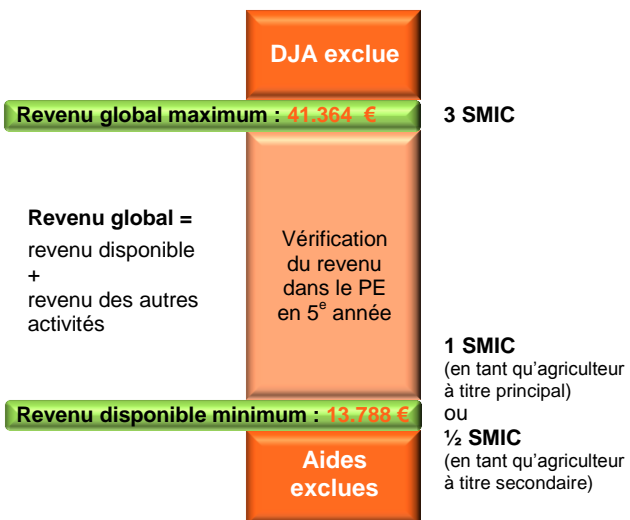 DJA exclue
Revenu global maximum : 41.364 €
3 SMIC
Revenu global =
revenu disponible
+
revenu des autres
activités
Vérification
du revenu
dans le PE
en 5e année
1 SMIC
(en tant qu'agriculteur
à titre principal)
ou
½ SMIC
(en tant qu'agriculteur
à titre secondaire)
Revenu disponible minimum : 13.788 €
Aides
exclues